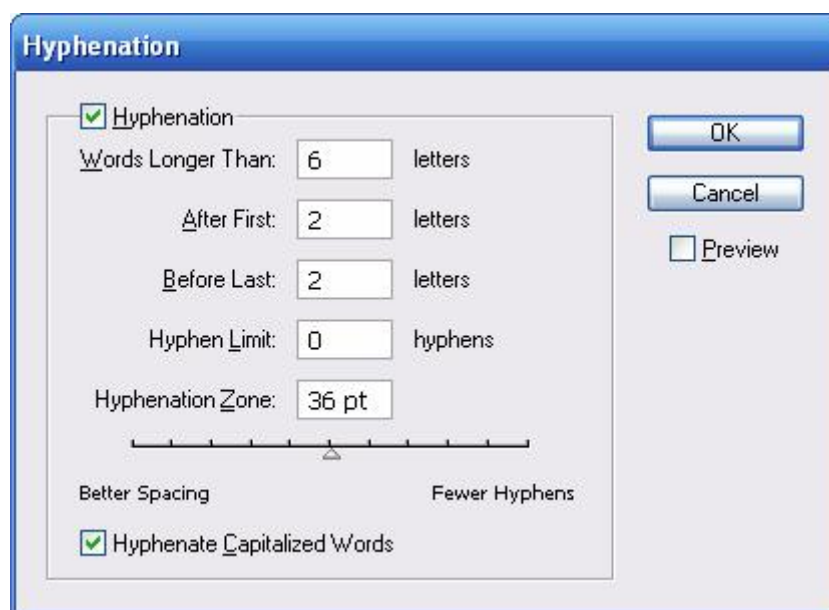 Hyphenation
Hyphenation
Words Longer Than: 6 letters
OK
After First: 2 letters
Cancel
Before Last: 2 letters
Preview
Hyphen Limit: 0 hyphens
Hyphenation Zone: 36 pt
Better Spacing Fewer Hyphens
Hyphenate Capitalized Words